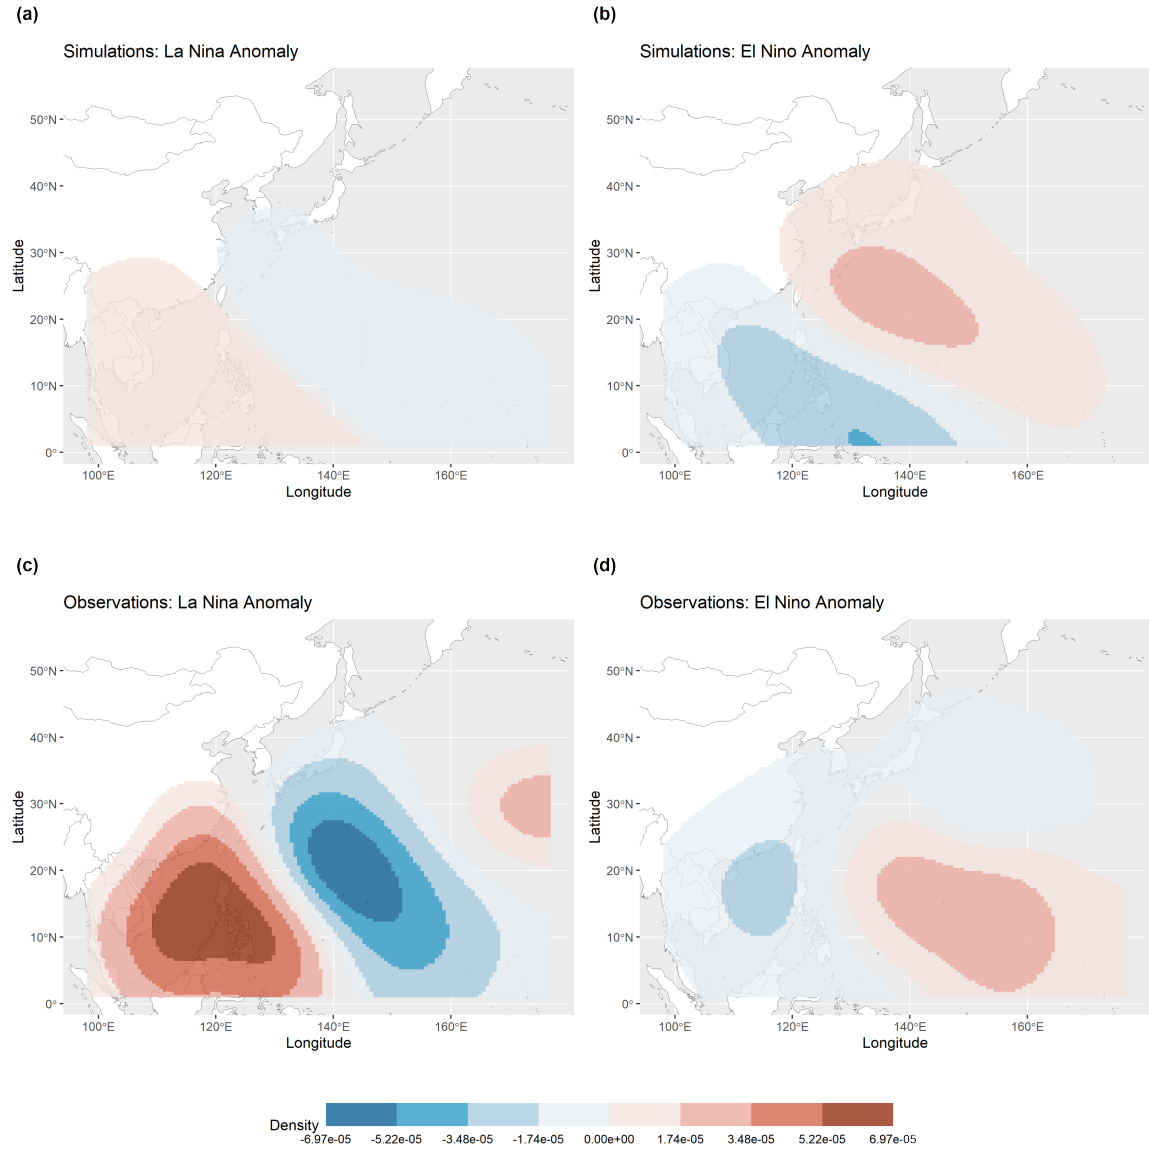 (a)
(b)
Simulations: La Nina Anomaly
Simulations: El Nino Anomaly
50°N
40°N
30°N
20°N
10°N
0°
Latitude
100°E 120°E 140°E 160°E
Longitude
50°N
40°N
30°N
20°N
10°N
0°
Latitude
100°E 120°E 140°E 160°E
Longitude
(c)
(d)
Observations: La Nina Anomaly
Observations: El Nino Anomaly
50°N
40°N
30°N
20°N
10°N
0°
Latitude
100°E 120°E 140°E 160°E
Longitude
50°N
40°N
30°N
20°N
10°N
0°
Latitude
100°E 120°E 140°E 160°E
Longitude
Density
-6.97e-05 -5.22e-05 -3.48e-05 -1.74e-05 0.00e+00 1.74e-05 3.48e-05 5.22e-05 6.97e-05